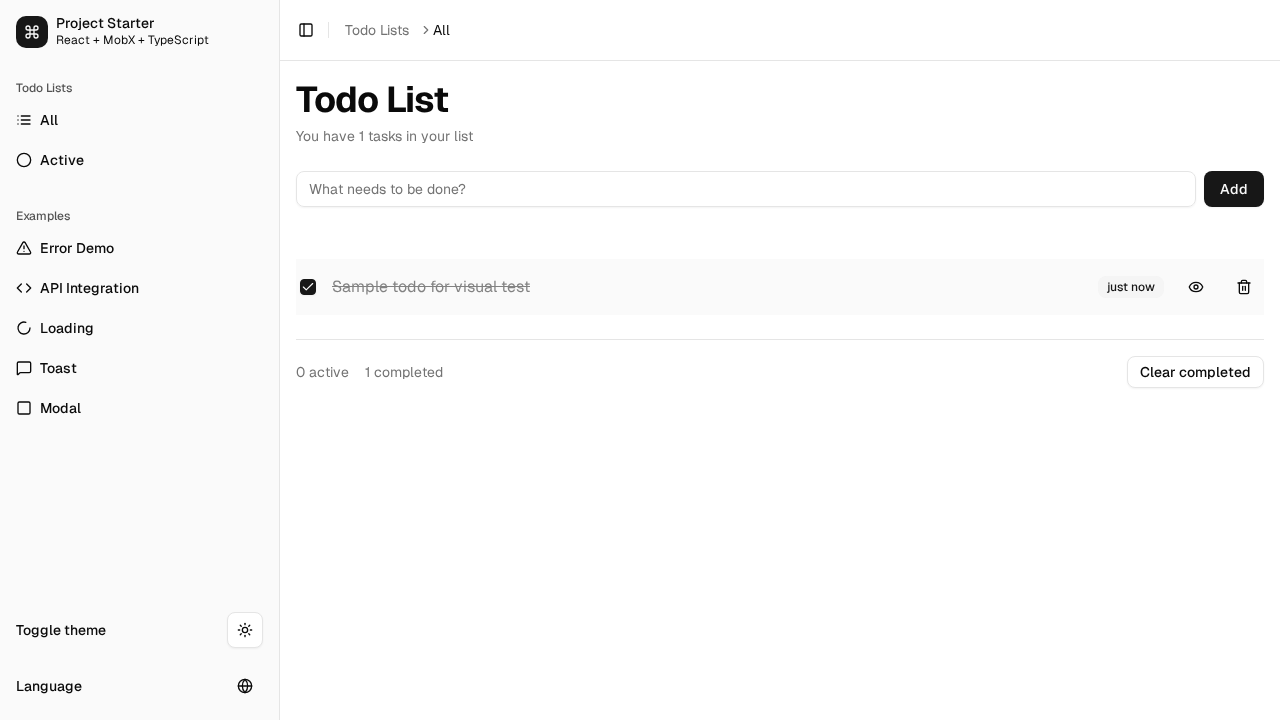 Project Starter
React + MobX + TypeScript
Todo Lists
All
Active
Examples
Error Demo
API Integration
Loading
Toast
Modal
Toggle theme
Language
Todo Lists
All
Todo List
You have 1 tasks in your list
What needs to be done?
Add
Sample todo for visual test
just now
0 active
1 completed
Clear completed